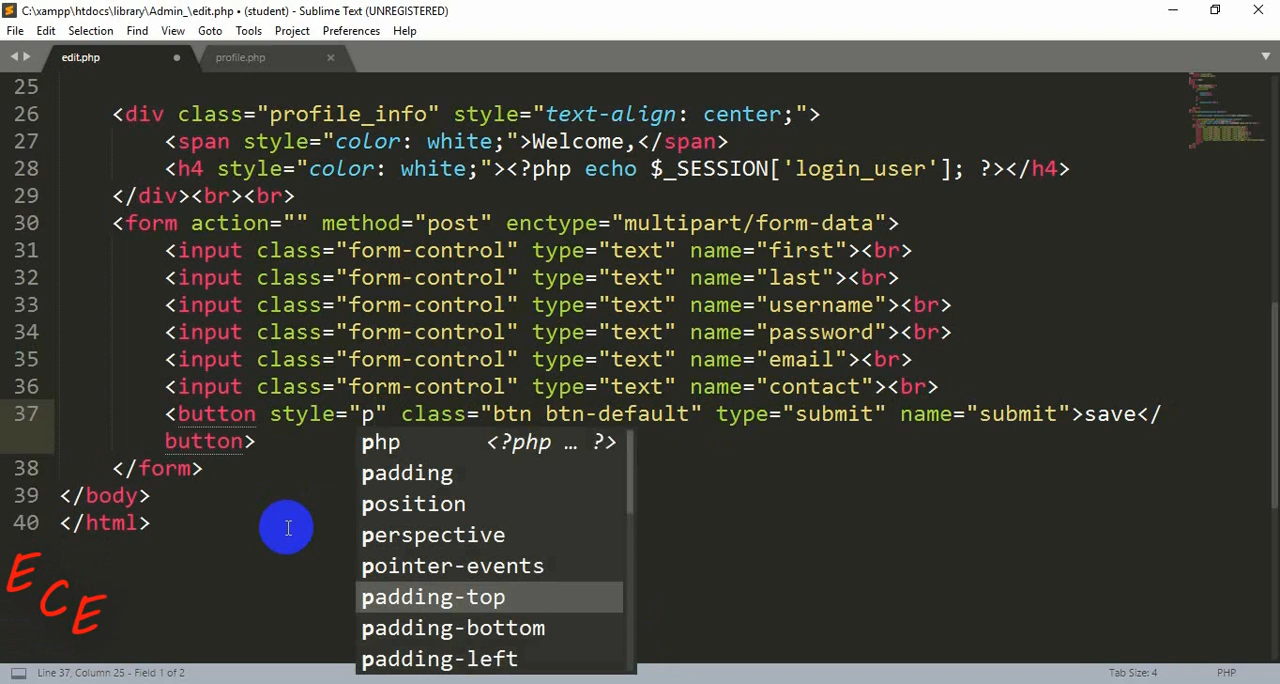 C:\xampp\htdocs\library\Admin_\edit.php • (student) - Sublime Text (UNREGISTERED)
File Edit Selection Find View Goto Tools Project Preferences Help
edit.php profile.php
25
26 <div class="profile_info" style="text-align: center;">
27 <span style="color: white; ">Welcome,</span>
28 <h4 style="color: white;"><?php echo $_SESSION['login_user']; ?></h4>
29 </div><br><br>
30 <form action="" method="post" enctype="multipart/form-data">
31 <input class="form-control" type="text" name="first"><br>
32 <input class="form-control" type="text" name="last"><br>
33 <input class="form-control" type="text" name="username"><br>
34 <input class="form-control" type="text" name="password"><br>
35 <input class="form-control" type="text" name="email"><br>
36 <input class="form-control" type="text" name="contact"><br>
37 <button style="p" class="btn btn-default" type="submit" name="submit">save</
button>
php <?php … ?>
padding
position
perspective
pointer-events
padding-top
padding-bottom
padding-left
38 </form>
39 </body>
40 </html>
ECE
Line 37, Column 25 - Field 1 of 2 Tab Size: 4 PHP